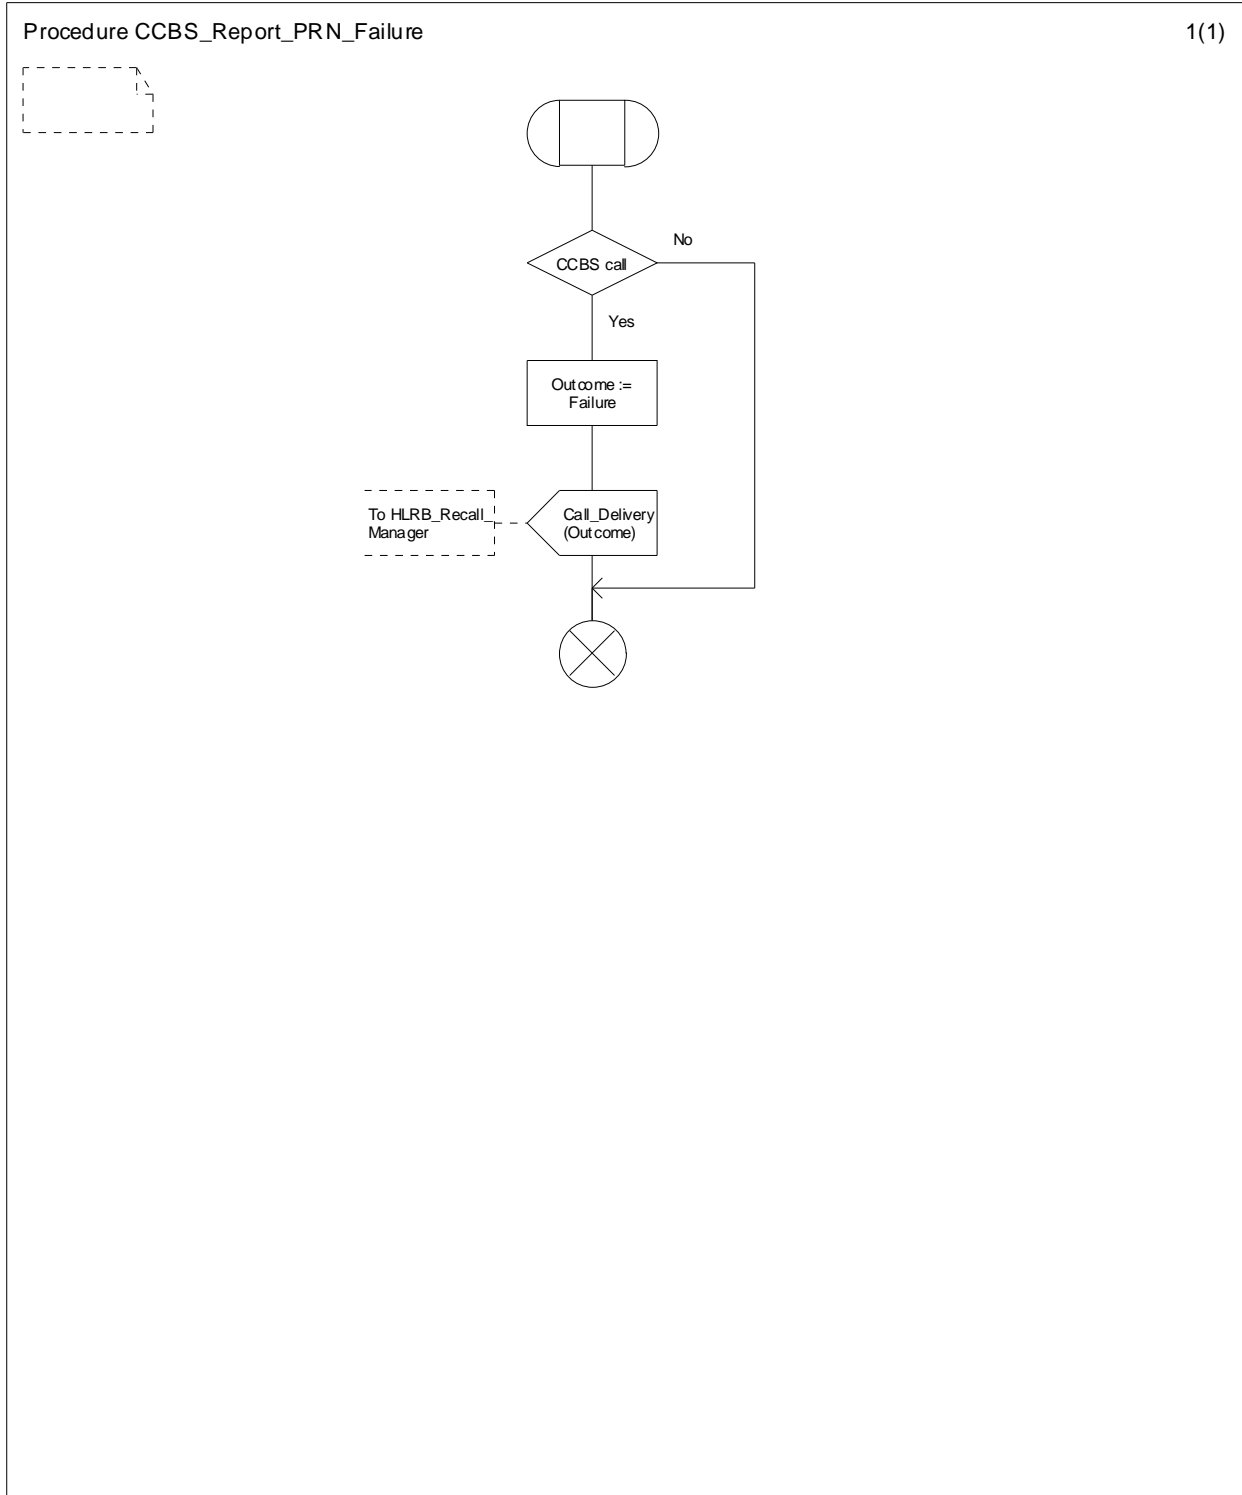 Procedure CCBS_Report_PRN_Failure
1(1)
No
CCBS call
Yes
Outcome :=
Failure
To HLRB_Recall_
Manager
Call_Delivery
(Outcome)